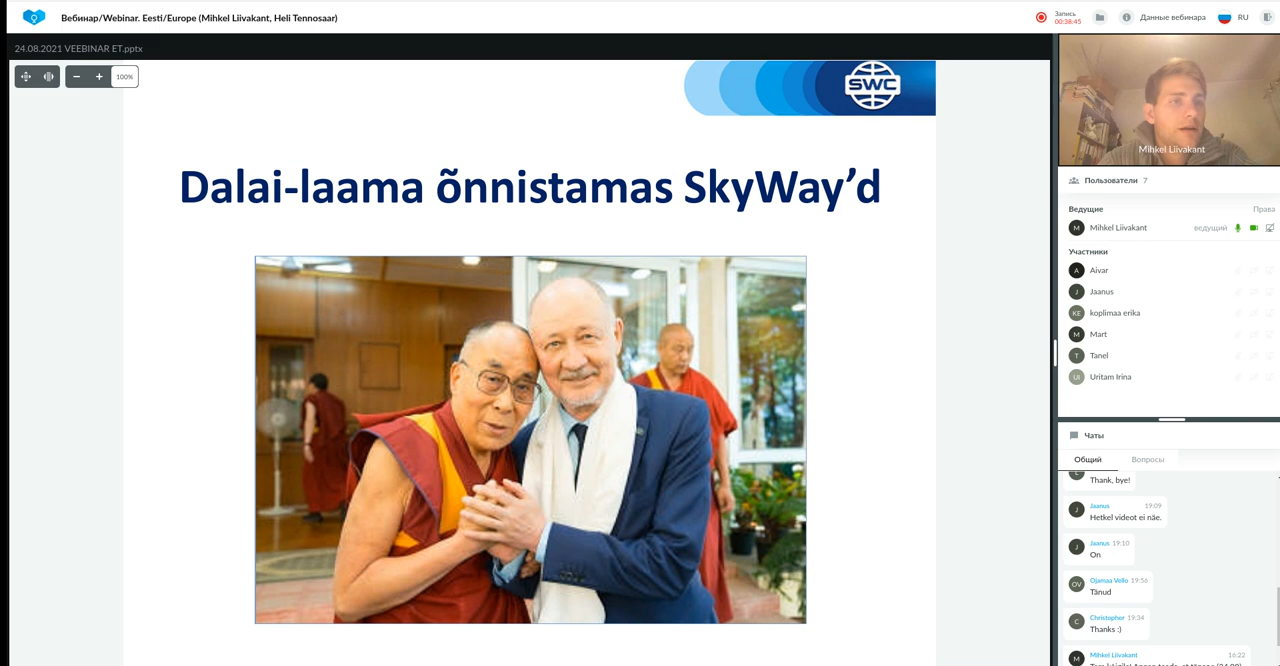 Вебинар/Webinar. Eesti/Europe (Mihkel Liivakant, Heli Tennosaar)
Запись
00:38:45
Данные вебинара
RU
24.08.2021 VEEBINAR ET.pptx
100%
SWC
Dalai-laama õnnistamas SkyWay’d
Mihkel Liivakant
Пользователи 7
Ведущие Права
M Mihkel Liivakant ведущий
Участники
A Aivar
J Jaanus
KE koplimaa erika
M Mart
T Tanel
UI Uritam Irina
Чаты
Общий Вопросы
Thank, bye!
J Jaanus 19:09
Hetkel videot ei näe.
J Jaanus 19:10
On
OV Ojamaa Vello 19:56
Tänud
C Christopher 19:34
Thanks :)
M Mihkel Liivakant 16:22